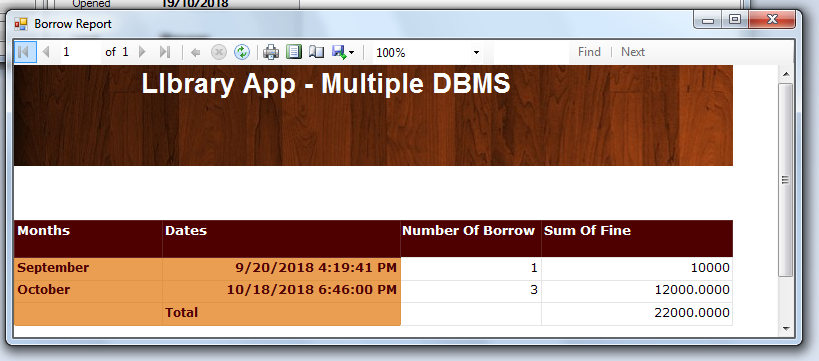 Opened 19/10/2018
Borrow Report
1 of 1 100% Find | Next
LIbrary App - Multiple DBMS
Months Dates Number Of Borrow Sum Of Fine
September 9/20/2018 4:19:41 PM 1 10000
October 10/18/2018 6:46:00 PM 3 12000.0000
Total 22000.0000